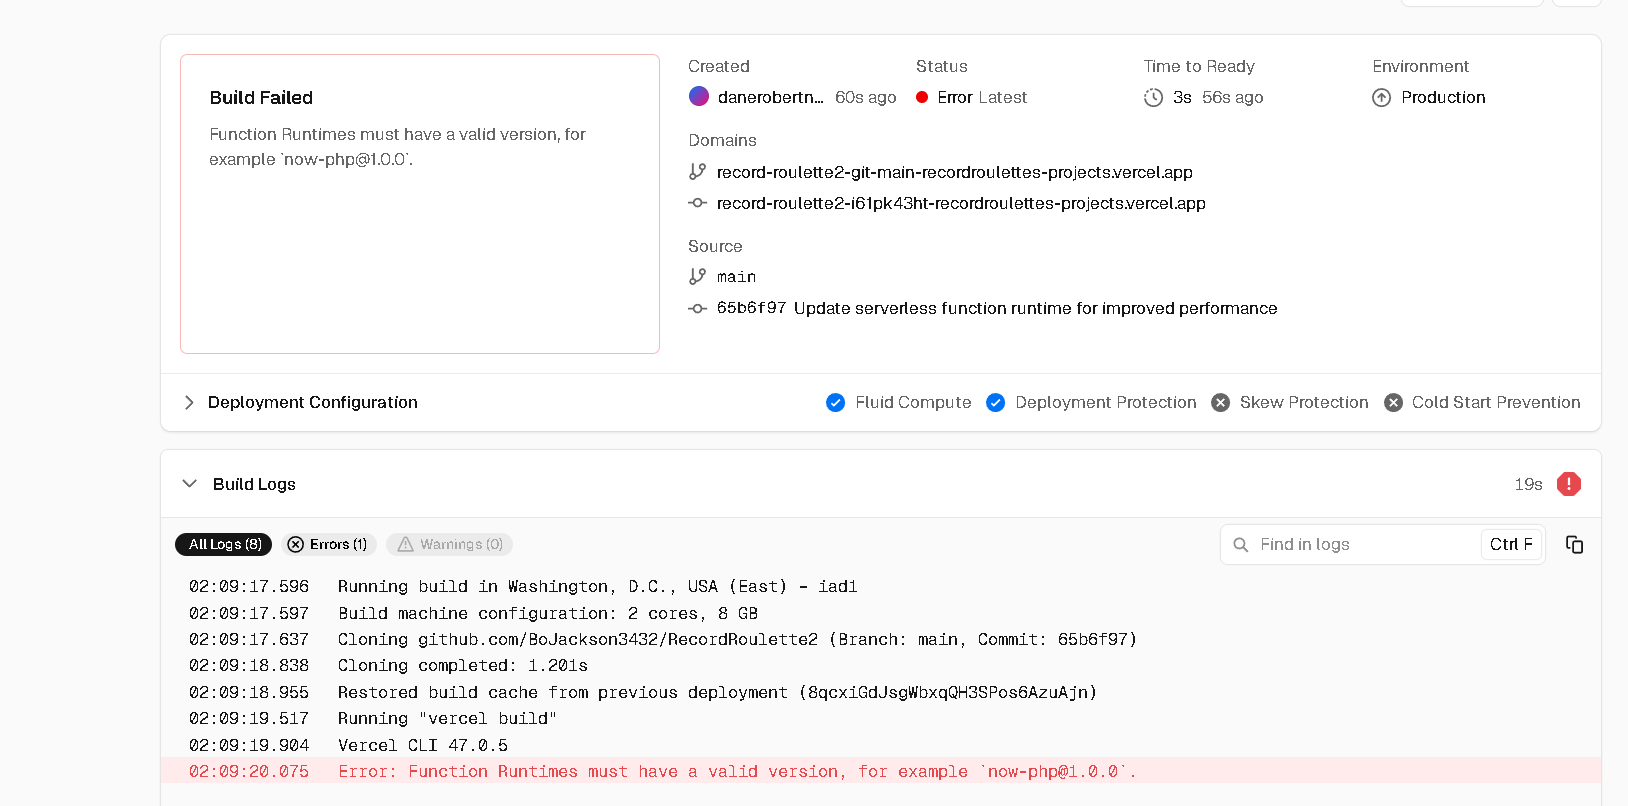 Build Failed
Function Runtimes must have a valid version, for
example `now-php@1.0.0`.
Created
danerobertn... 60s ago
Status
Error Latest
Time to Ready
3s 56s ago
Environment
Production
Domains
record-roulette2-git-main-recordroulettes-projects.vercel.app
record-roulette2-i61pk43ht-recordroulettes-projects.vercel.app
Source
main
65b6f97 Update serverless function runtime for improved performance
Deployment Configuration
Fluid Compute
Deployment Protection
Skew Protection
Cold Start Prevention
Build Logs
19s
All Logs (8)
Errors (1)
Warnings (0)
Find in logs
Ctrl F
02:09:17.596 Running build in Washington, D.C., USA (East) – iad1
02:09:17.597 Build machine configuration: 2 cores, 8 GB
02:09:17.637 Cloning github.com/BoJackson3432/RecordRoulette2 (Branch: main, Commit: 65b6f97)
02:09:18.838 Cloning completed: 1.201s
02:09:18.955 Restored build cache from previous deployment (8qcxiGdJsgWbxqQH3SPos6AzuAjn)
02:09:19.517 Running "vercel build"
02:09:19.904 Vercel CLI 47.0.5
02:09:20.075 Error: Function Runtimes must have a valid version, for example `now-php@1.0.0`.